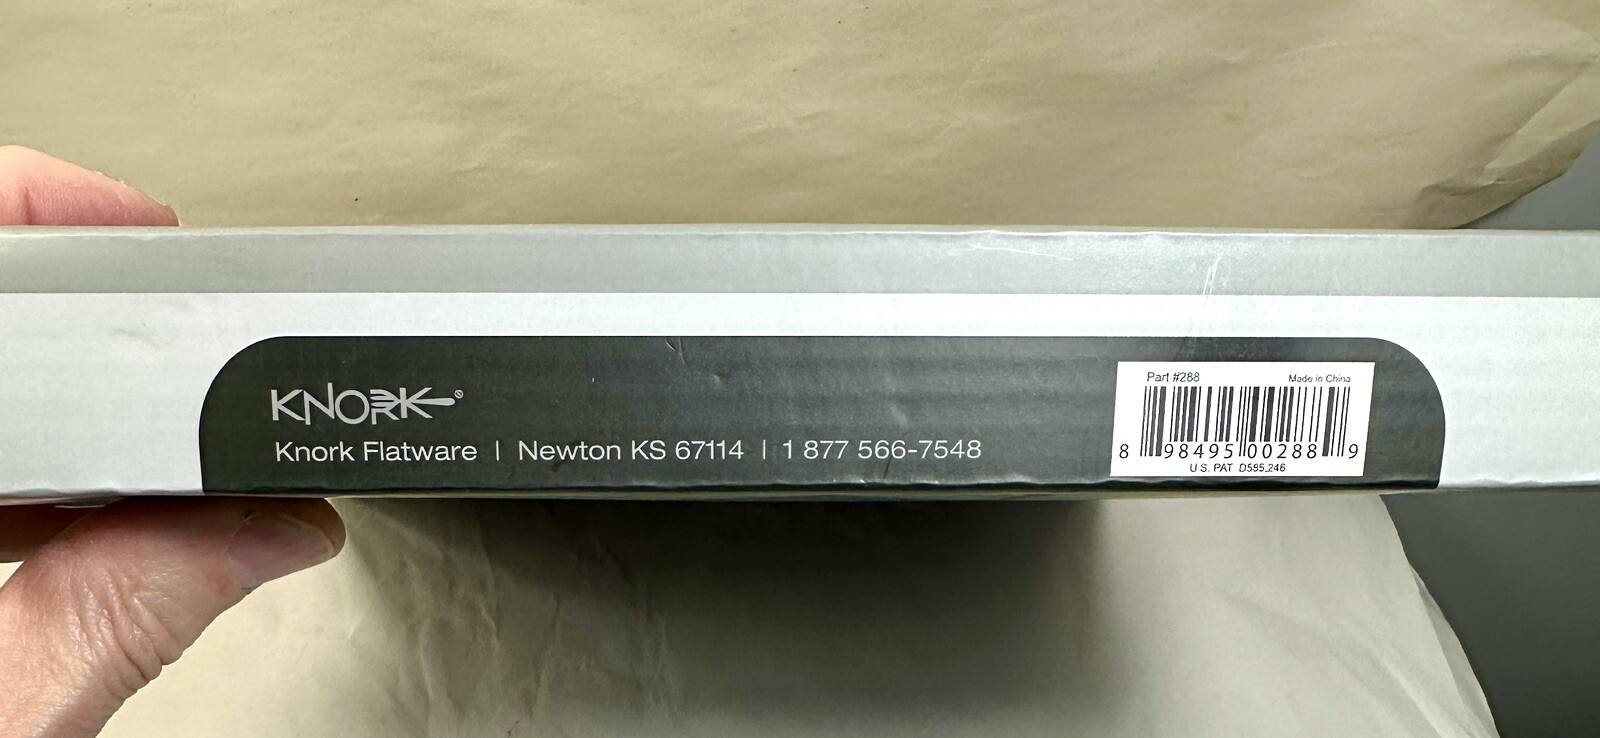 KNORK®
Knork Flatware | Newton KS 67114 | 1 877 566-7548
Part #288 Made in China
8 98495 00288 9
U.S. PAT D595,246